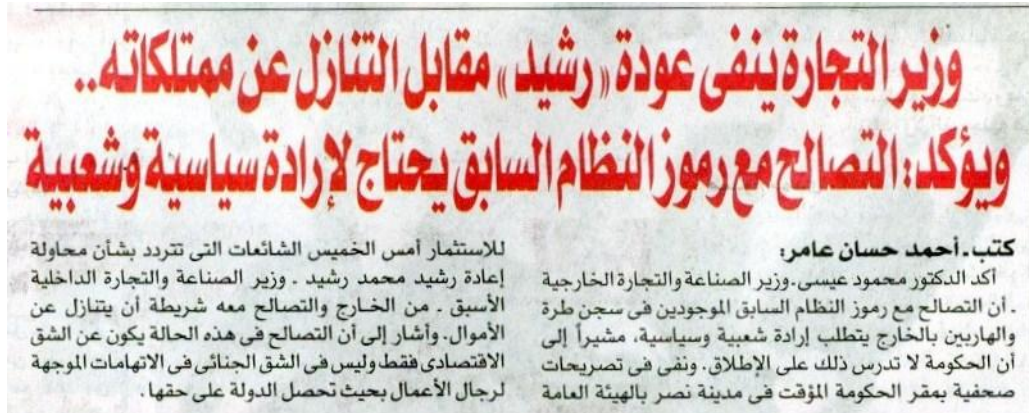 وزير التجارة ينفى عودة «رشيد» مقابل التنازل عن ممتلكاته..
ويؤكد: التصالح مع رموز النظام السابق يحتاج لإرادة سياسية وشعبية
كتب. أحمد حسان عامر:
أكد الدكتور محمود عيسى. وزير الصناعة والتجارة الخارجية
. أن التصالح مع رموز النظام السابق الموجودين فى سجن طرة
والهاربين بالخارج يتطلب إرادة شعبية وسياسية، مشيراً إلى
أن الحكومة لا تدرس ذلك على الإطلاق. ونفى فى تصريحات
صحفية بمقر الحكومة المؤقت فى مدينة نصر بالهيئة العامة
للاستثمار أمس الخميس الشائعات التى تتردد بشأن محاولة
إعادة رشيد محمد رشيد . وزير الصناعة والتجارة الداخلية
الأسبق . من الخارج والتصالح معه شريطة أن يتنازل عن
الأموال. وأشار إلى أن التصالح فى هذه الحالة يكون عن الشق
الاقتصادى فقط وليس فى الشق الجنائى فى الاتهامات الموجهة
لرجال الأعمال بحيث تحصل الدولة على حقها.